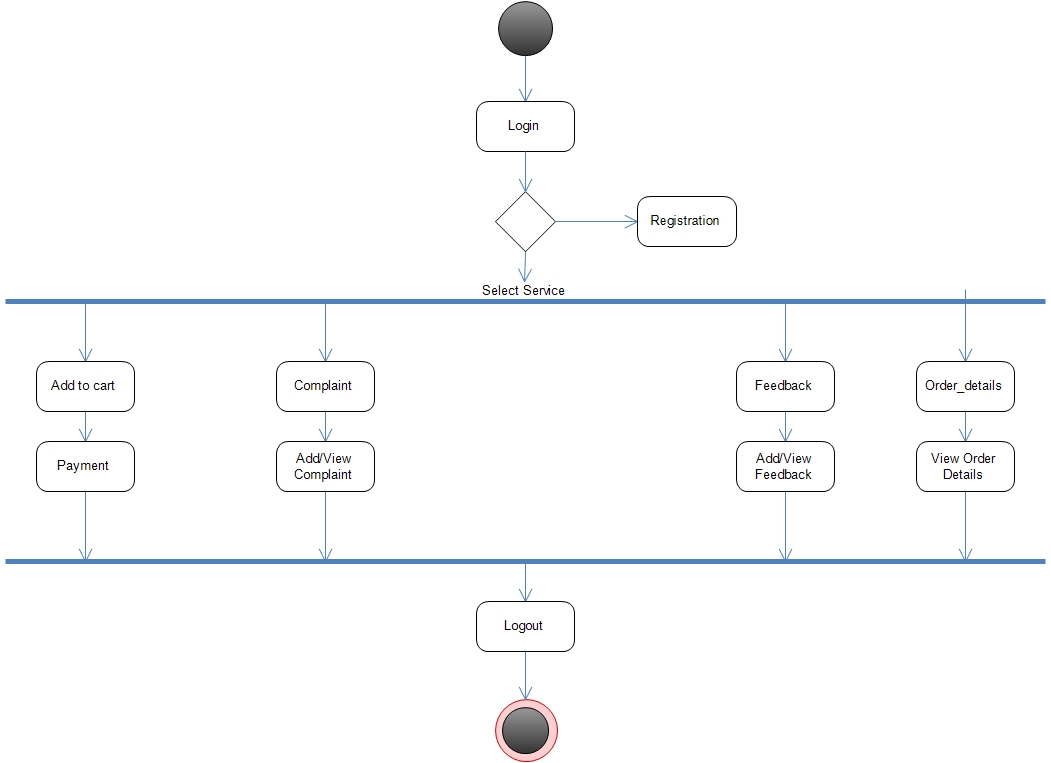 Login
Registration
Select Service
Add to cart
Complaint
Feedback
Order_details
Payment
Add/View
Complaint
Add/View
Feedback
View Order
Details
Logout